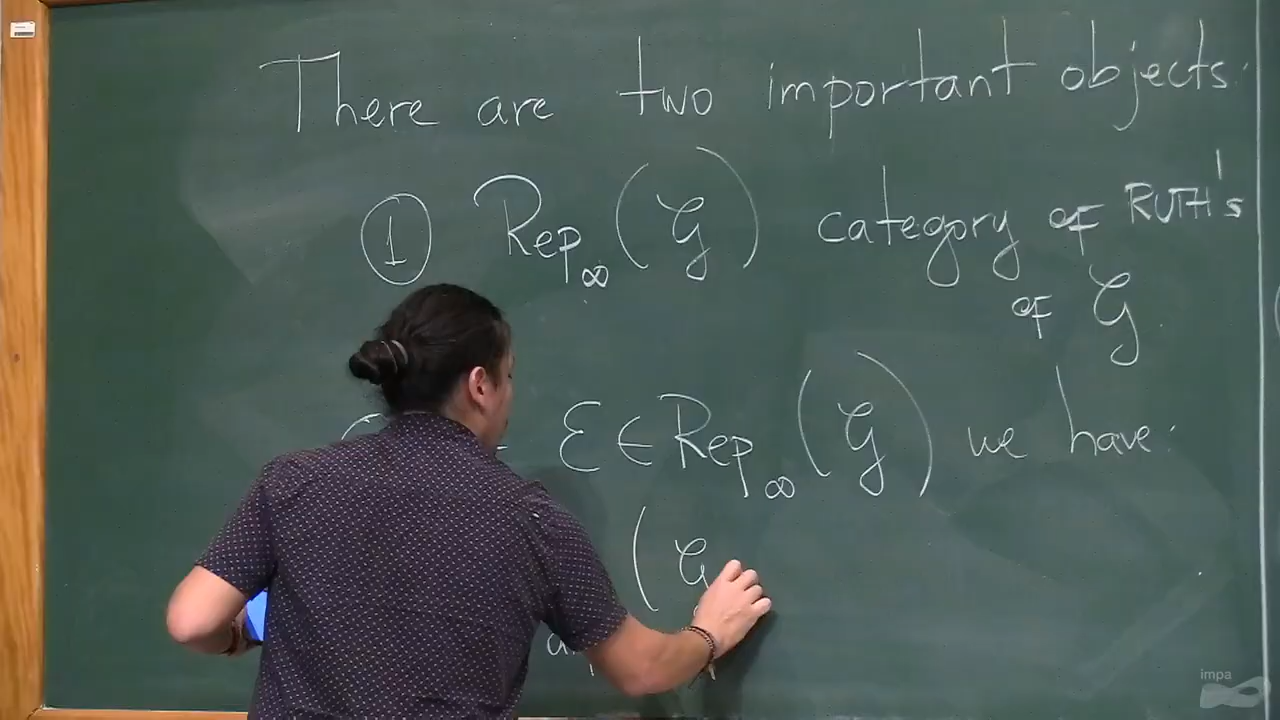 There are two important objects:
① Rep∞(𝒢) category of RUTH's
of 𝒢.
ℰ ∈ Rep∞(𝒢) we have:
(𝒢
impa